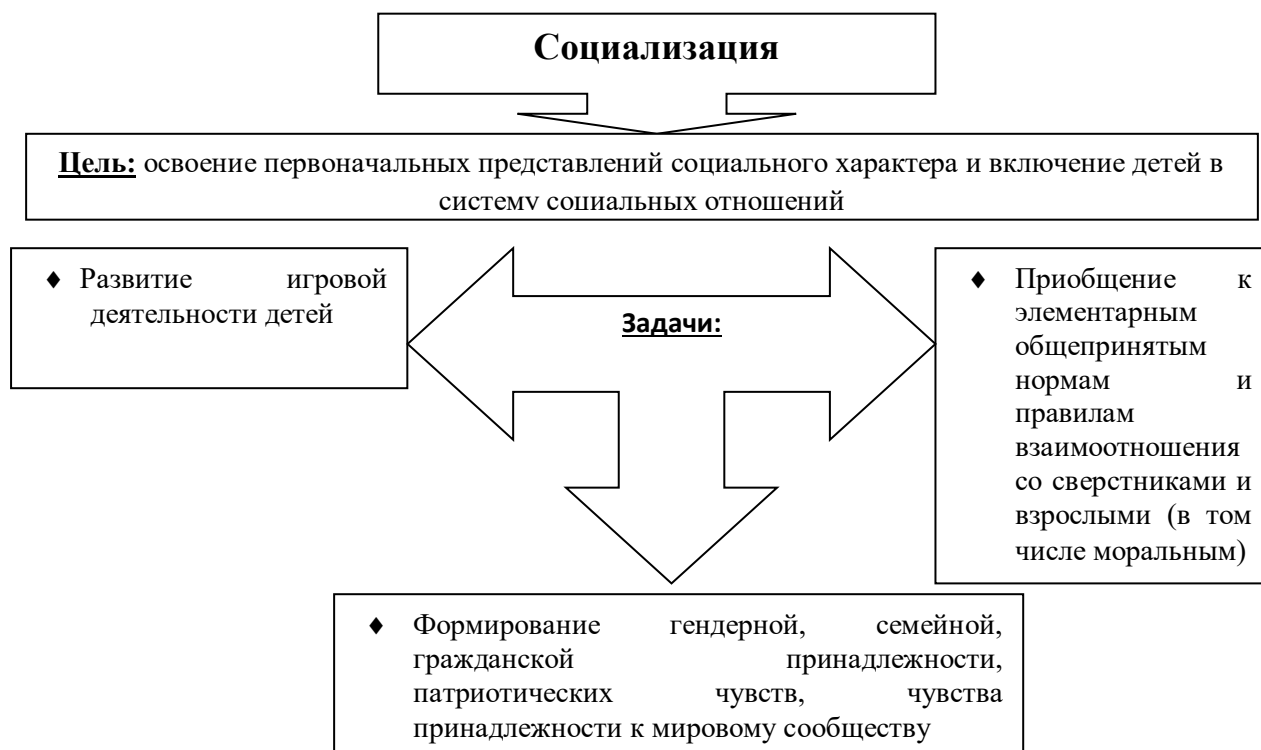 Социализация
Цель: освоение первоначальных представлений социального характера и включение детей в
систему социальных отношений
♦ Развитие игровой
деятельности детей
Задачи:
♦ Приобщение к
элементарным
общепринятым
нормам и
правилам
взаимоотношения
со сверстниками и
взрослыми (в том
числе моральным)
♦ Формирование гендерной, семейной,
гражданской принадлежности,
патриотических чувств, чувства
принадлежности к мировому сообществу